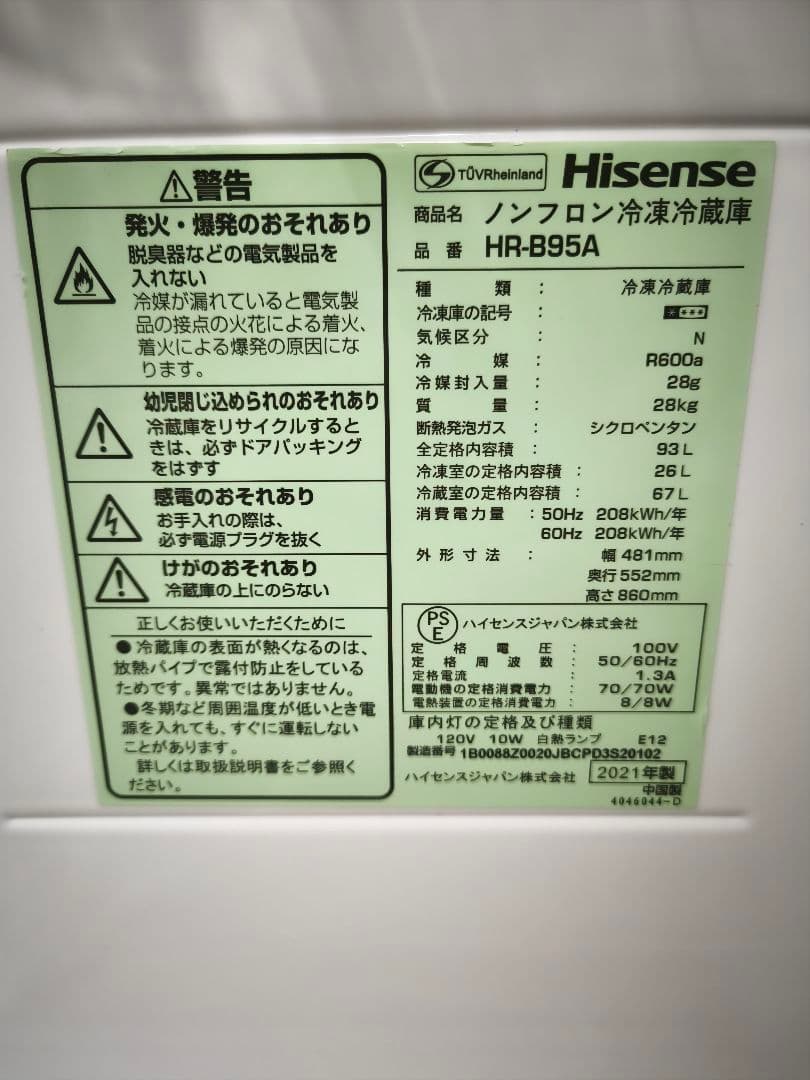 ⚠警告
発火・爆発のおそれあり
脱臭器などの電気製品を
入れない
冷媒が漏れていると電気製
品の接点の火花による着火、
着火による爆発の原因にな
ります。
幼児閉じ込められのおそれあり
冷蔵庫をリサイクルすると
きは、必ずドアパッキング
をはずす
感電のおそれあり
お手入れの際は、
必ず電源プラグを抜く
けがのおそれあり
冷蔵庫の上にのらない
正しくお使いいただくために
●冷蔵庫の表面が熱くなるのは、
放熱パイプで露付防止をしている
ためです。異常ではありません。
●冬期など周囲温度が低いとき電
源を入れても、すぐに運転しない
ことがあります。
詳しくは取扱説明書をご参照く
ださい。
TÜVRheinland Hisense
商品名 ノンフロン冷凍冷蔵庫
品番 HR-B95A
種類 : 冷凍冷蔵庫
冷凍庫の記号 : * ***
気候区分 : N
冷媒 : R600a
冷媒封入量 : 28g
質量 : 28kg
断熱発泡ガス : シクロペンタン
全定格内容積 : 93L
冷凍室の定格内容積 : 26L
冷蔵室の定格内容積 : 67L
消費電力量 : 50Hz 208kWh/年
60Hz 208kWh/年
外形寸法 : 幅 481mm
奥行 552mm
高さ 860mm
PSE ハイセンスジャパン株式会社
定格電圧 : 100V
定格周波数 : 50/60Hz
定格電流 : 1.3A
電動機の定格消費電力 : 70/70W
電熱装置の定格消費電力 : 8/8W
庫内灯の定格及び種類
120V 10W 白熱ランプ E12
製造番号 1B0088Z0020JBCPD3S20102
ハイセンスジャパン株式会社 2021年製
中国製
4046044-D